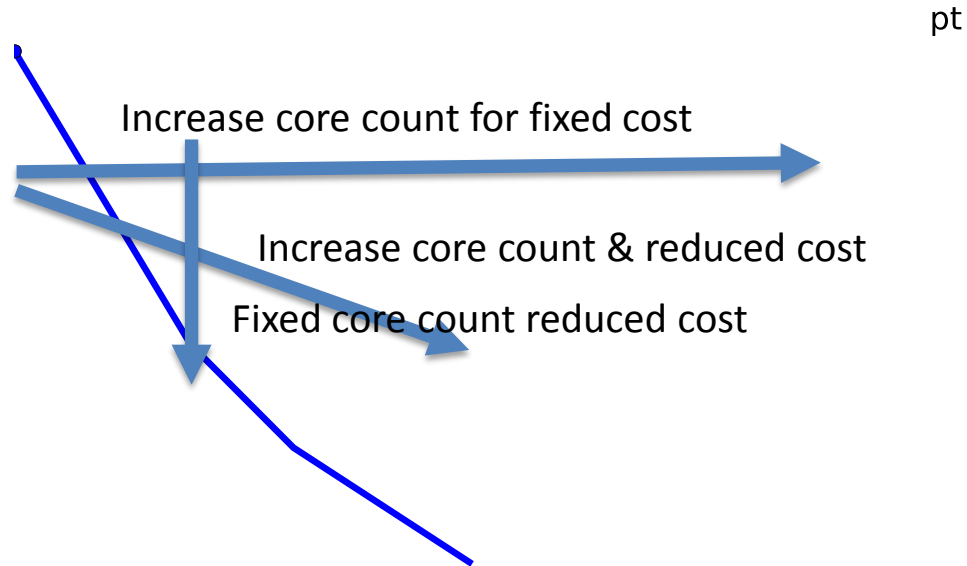 pt
Increase core count for fixed cost
Increase core count & reduced cost
Fixed core count reduced cost